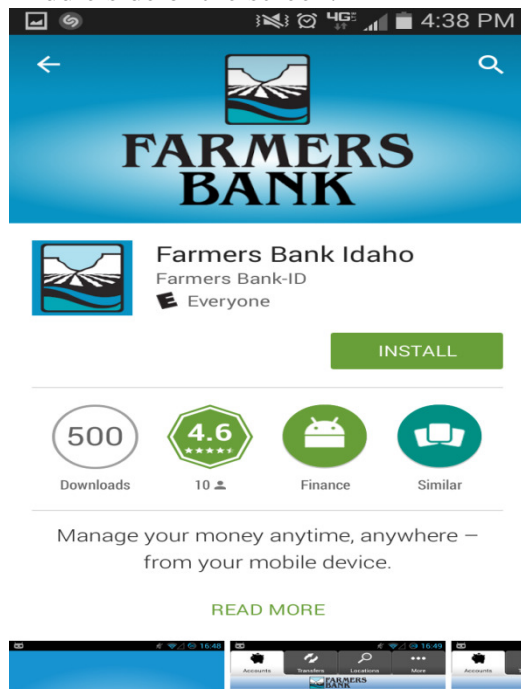 4G
4:38 PM
FARMERS
BANK
Farmers Bank Idaho
Farmers Bank-ID
E Everyone
INSTALL
500
4.6
Downloads
10
Finance
Similar
Manage your money anytime, anywhere –
from your mobile device.
READ MORE
16:48
16:49
Accounts
Transfers
Locations
More
Accounts
FARMERS
BANK